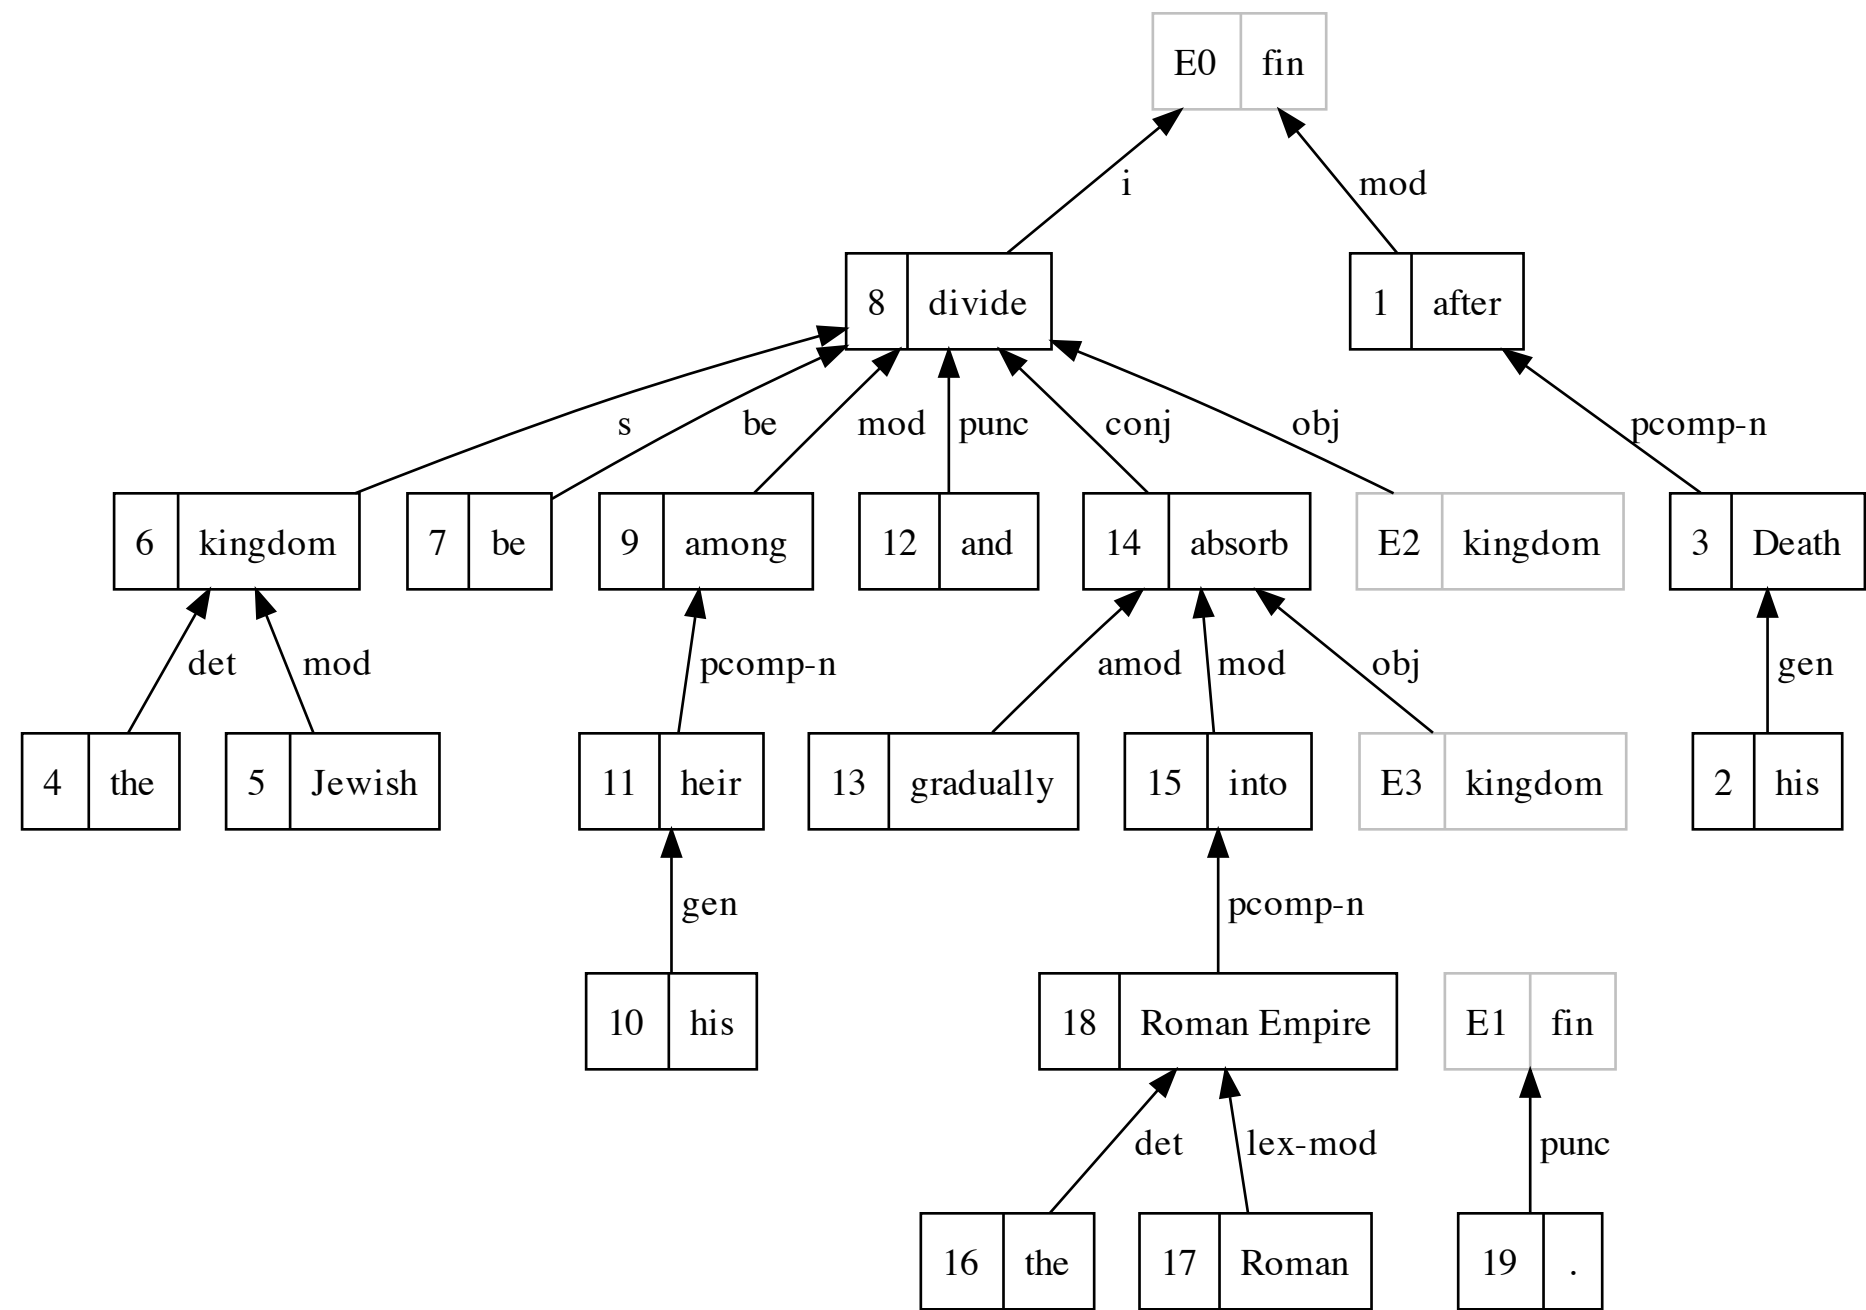 E0 fin
i mod
8 divide 1 after
s be mod punc conj obj pcomp-n
6 kingdom 7 be 9 among 12 and 14 absorb E2 kingdom 3 Death
det mod pcomp-n amod mod obj gen
4 the 5 Jewish 11 heir 13 gradually 15 into E3 kingdom 2 his
gen pcomp-n
10 his 18 Roman Empire E1 fin
det lex-mod punc
16 the 17 Roman 19 .